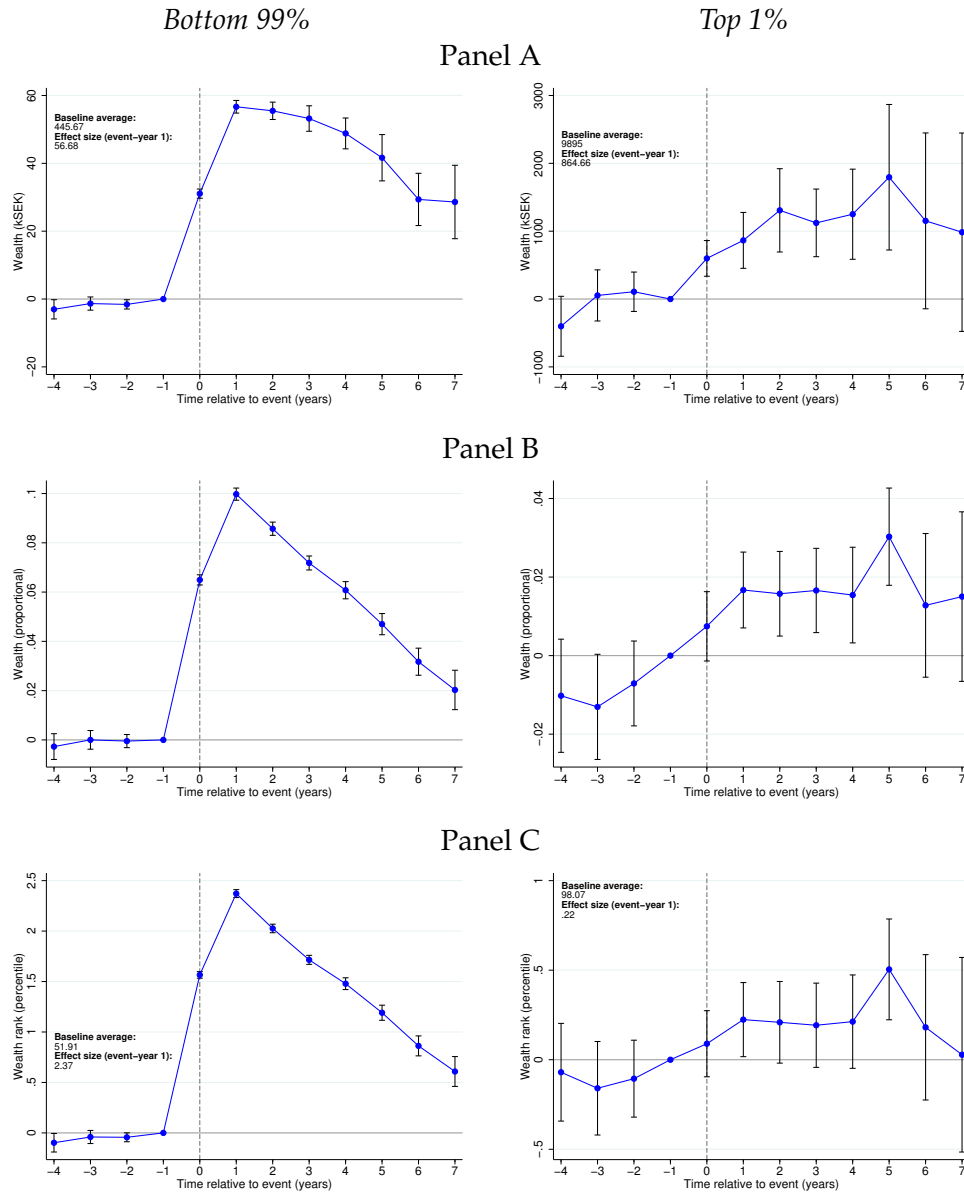 Bottom 99%
Top 1%
Panel A
Wealth (kSEK)
60
40
20
0
−20
Baseline average:
445.67
Effect size (event−year 1):
56.68
−4 −3 −2 −1 0 1 2 3 4 5 6 7
Time relative to event (years)
Wealth (kSEK)
3000
2000
1000
0
−1000
Baseline average:
9895
Effect size (event−year 1):
864.66
−4 −3 −2 −1 0 1 2 3 4 5 6 7
Time relative to event (years)
Panel B
Wealth (proportional)
.1
.08
.06
.04
.02
0
−4 −3 −2 −1 0 1 2 3 4 5 6 7
Time relative to event (years)
Wealth (proportional)
.04
.02
0
−.02
−4 −3 −2 −1 0 1 2 3 4 5 6 7
Time relative to event (years)
Panel C
Wealth rank (percentile)
2.5
2
1.5
1
.5
0
Baseline average:
51.91
Effect size (event−year 1):
2.37
−4 −3 −2 −1 0 1 2 3 4 5 6 7
Time relative to event (years)
Wealth rank (percentile)
1
.5
0
−.5
Baseline average:
98.07
Effect size (event−year 1):
.22
−4 −3 −2 −1 0 1 2 3 4 5 6 7
Time relative to event (years)